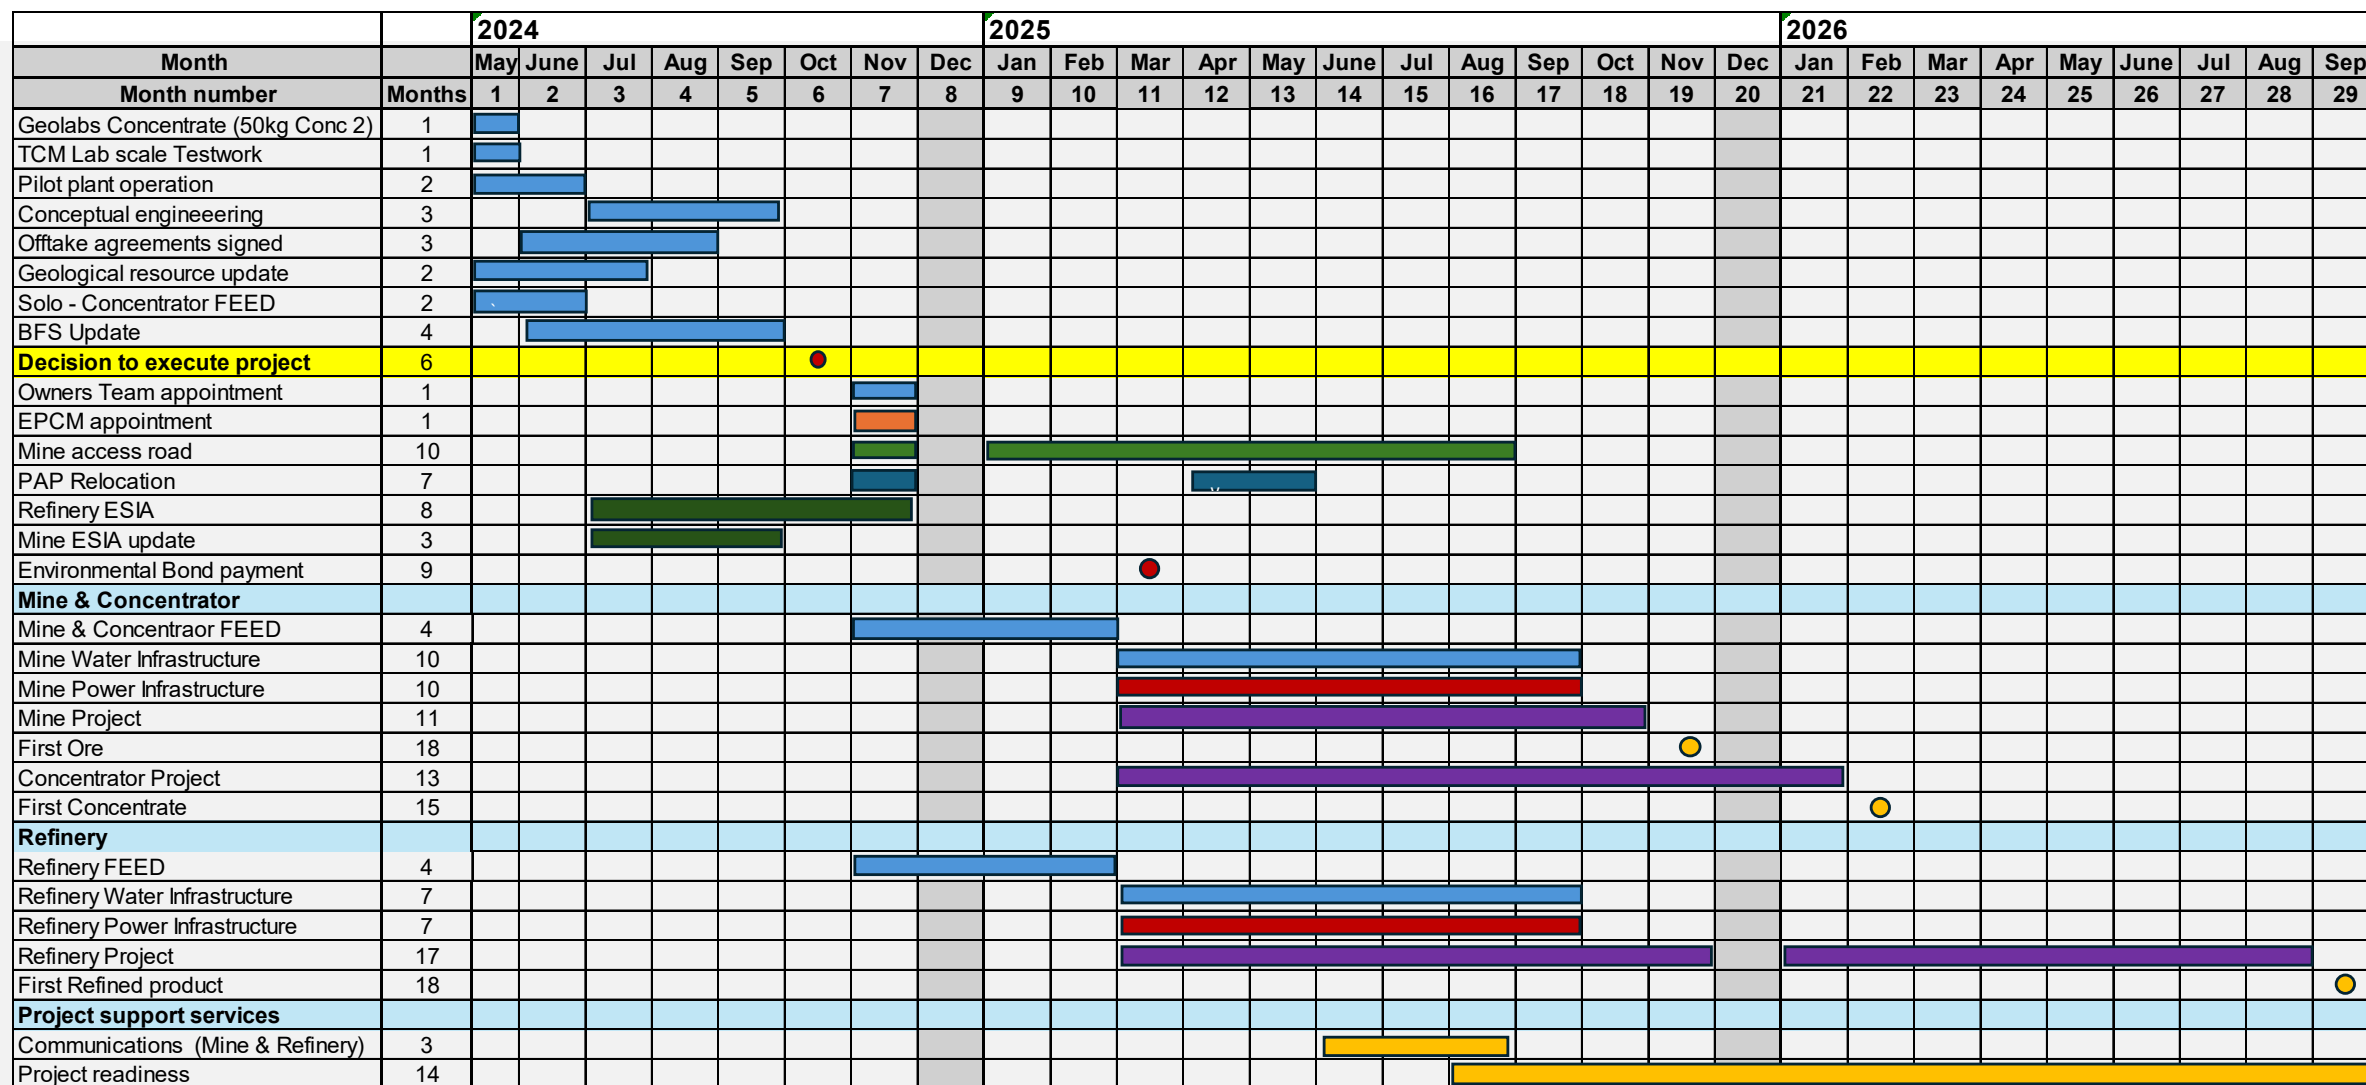 2024 2025 2026
Month May June Jul Aug Sep Oct Nov Dec Jan Feb Mar Apr May June Jul Aug Sep Oct Nov Dec Jan Feb Mar Apr May June Jul Aug Sep
Month number Months 1 2 3 4 5 6 7 8 9 10 11 12 13 14 15 16 17 18 19 20 21 22 23 24 25 26 27 28 29
Geolabs Concentrate (50kg Conc 2) 1
TCM Lab scale Testwork 1
Pilot plant operation 2
Conceptual engineeering 3
Offtake agreements signed 3
Geological resource update 2
Solo - Concentrator FEED 2
BFS Update 4
Decision to execute project 6
Owners Team appointment 1
EPCM appointment 1
Mine access road 10
PAP Relocation 7
Refinery ESIA 8
Mine ESIA update 3
Environmental Bond payment 9
Mine & Concentrator
Mine & Concentraor FEED 4
Mine Water Infrastructure 10
Mine Power Infrastructure 10
Mine Project 11
First Ore 18
Concentrator Project 13
First Concentrate 15
Refinery
Refinery FEED 4
Refinery Water Infrastructure 7
Refinery Power Infrastructure 7
Refinery Project 17
First Refined product 18
Project support services
Communications (Mine & Refinery) 3
Project readiness 14